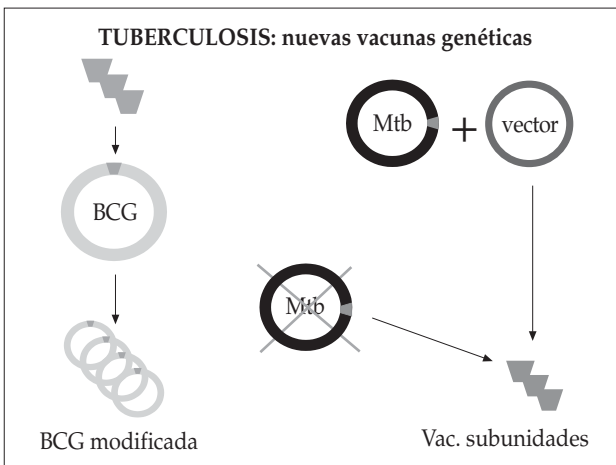 TUBERCULOSIS: nuevas vacunas genéticas
Mtb + vector
BCG
Mtb
BCG modificada
Vac. subunidades